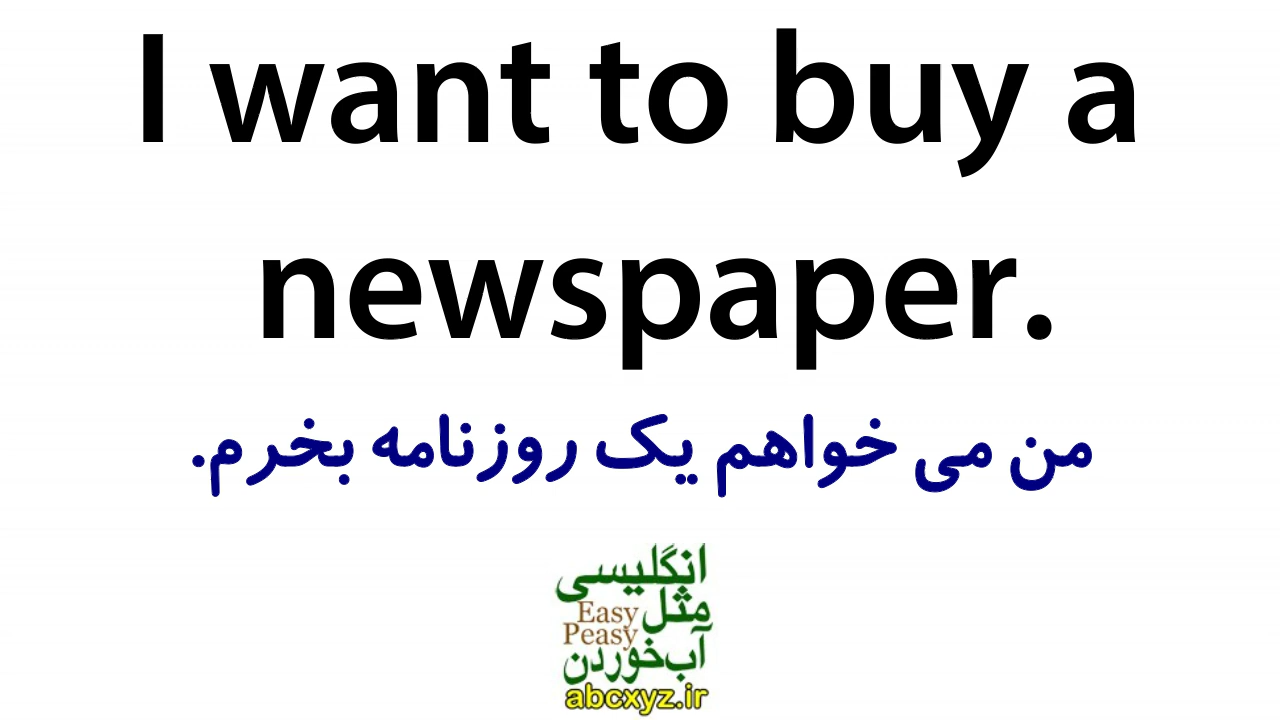 I want to buy a
newspaper.
من می خواهم یک روزنامه بخرم.
انگلیسی
مثل
Easy
Peasy
آب‌خوردن
abcxyz.ir